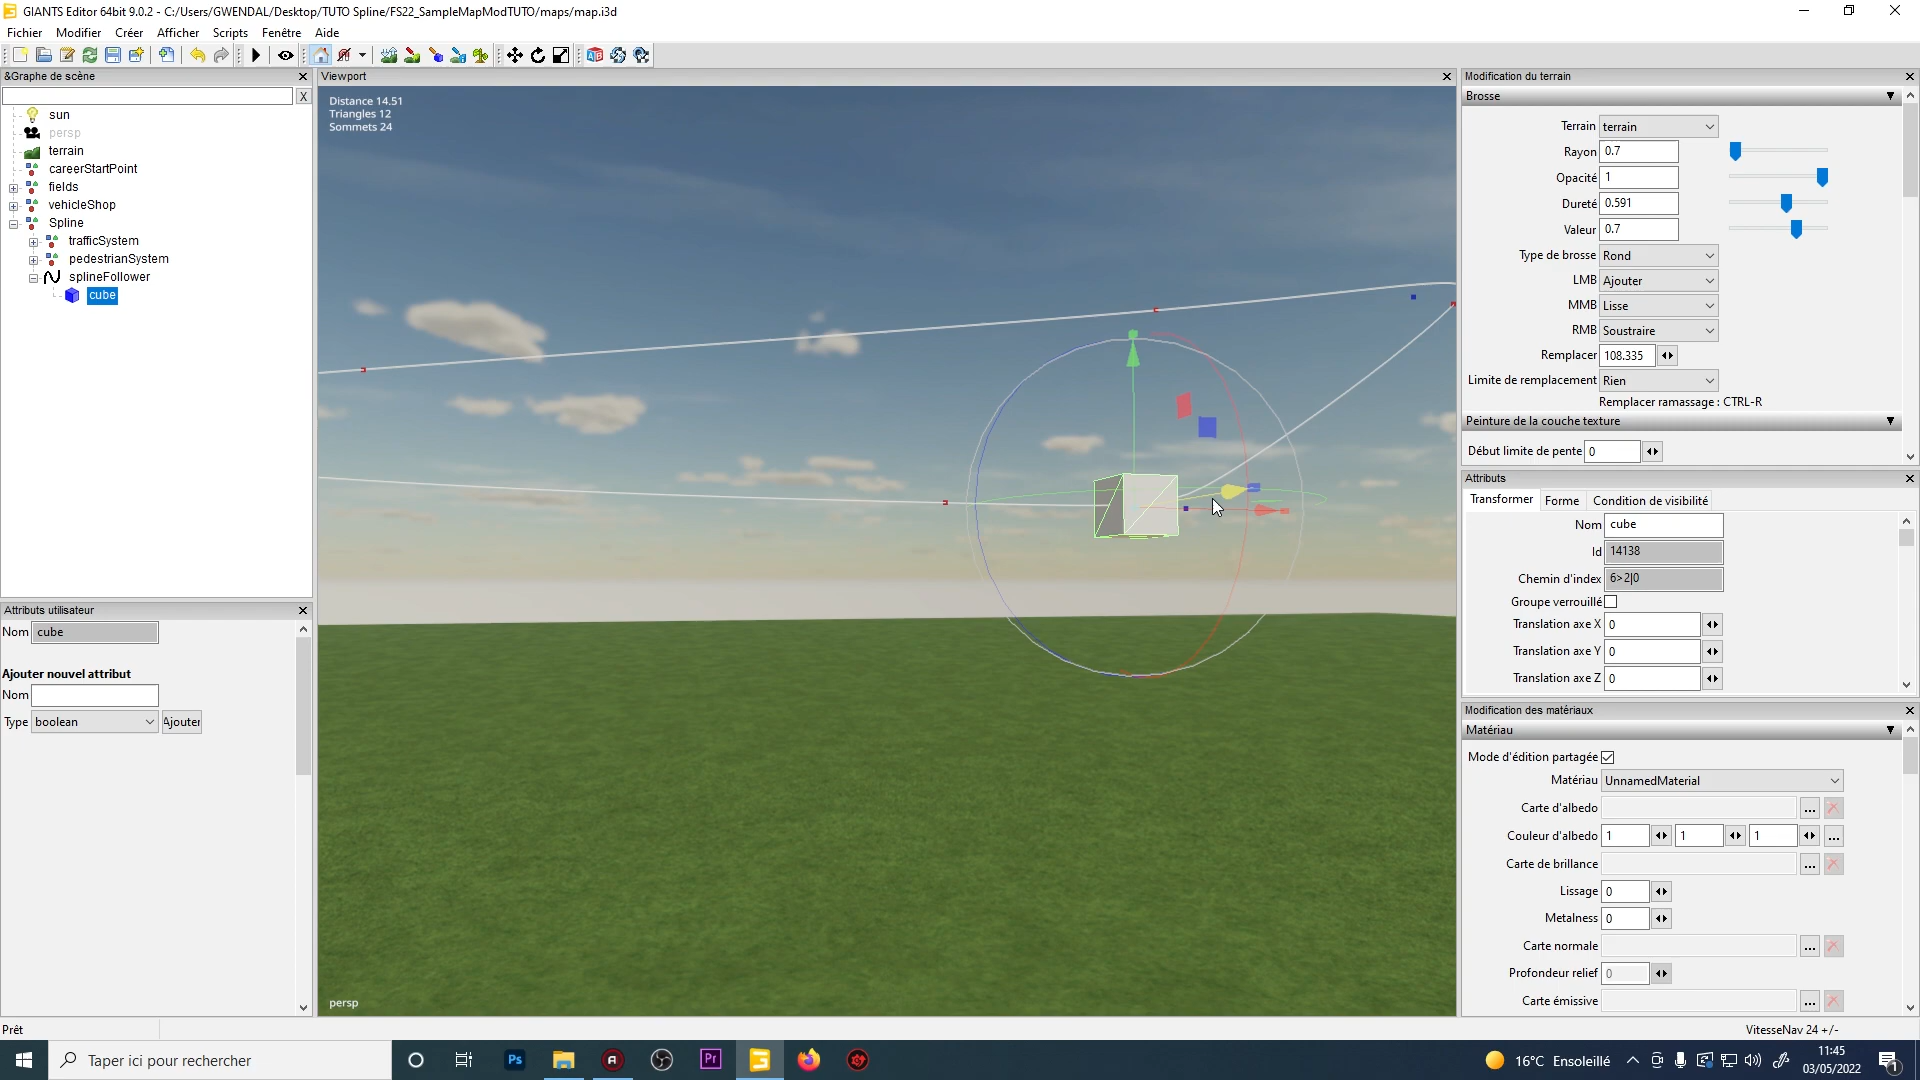 GIANTS Editor 64bit 9.0.2 - C:/Users/GWENDAL/Desktop/TUTO Spline/FS22_SampleMapModTUTO/maps/map.i3d
Fichier Modifier Créer Afficher Scripts Fenêtre Aide
&Graphe de scène
X
sun
persp
terrain
careerStartPoint
fields
vehicleShop
Spline
trafficSystem
pedestrianSystem
splineFollower
cube
Attributs utilisateur
Nom cube
Ajouter nouvel attribut
Nom
Type boolean Ajouter
Viewport
Distance 14.51
Triangles 12
Sommets 24
persp
Modification du terrain
Brosse
Terrain terrain
Rayon 0.7
Opacité 1
Dureté 0.591
Valeur 0.7
Type de brosse Rond
LMB Ajouter
MMB Lisse
RMB Soustraire
Remplacer 108.335
Limite de remplacement Rien
Remplacer ramassage : CTRL-R
Peinture de la couche texture
Début limite de pente 0
Attributs
Transformer Forme Condition de visibilité
Nom cube
Id 14138
Chemin d'index 6>2|0
Groupe verrouillé
Translation axe X 0
Translation axe Y 0
Translation axe Z 0
Modification des matériaux
Matériau
Mode d'édition partagée
Matériau UnnamedMaterial
Carte d'albedo ...
Couleur d'albedo 1 1 1 ...
Carte de brillance ...
Lissage 0
Metalness 0
Carte normale ...
Profondeur relief 0
Carte émissive ...
Prêt
VitesseNav 24 +/-
Taper ici pour rechercher
Ps
Pr
16°C Ensoleillé
11:45
03/05/2022
1